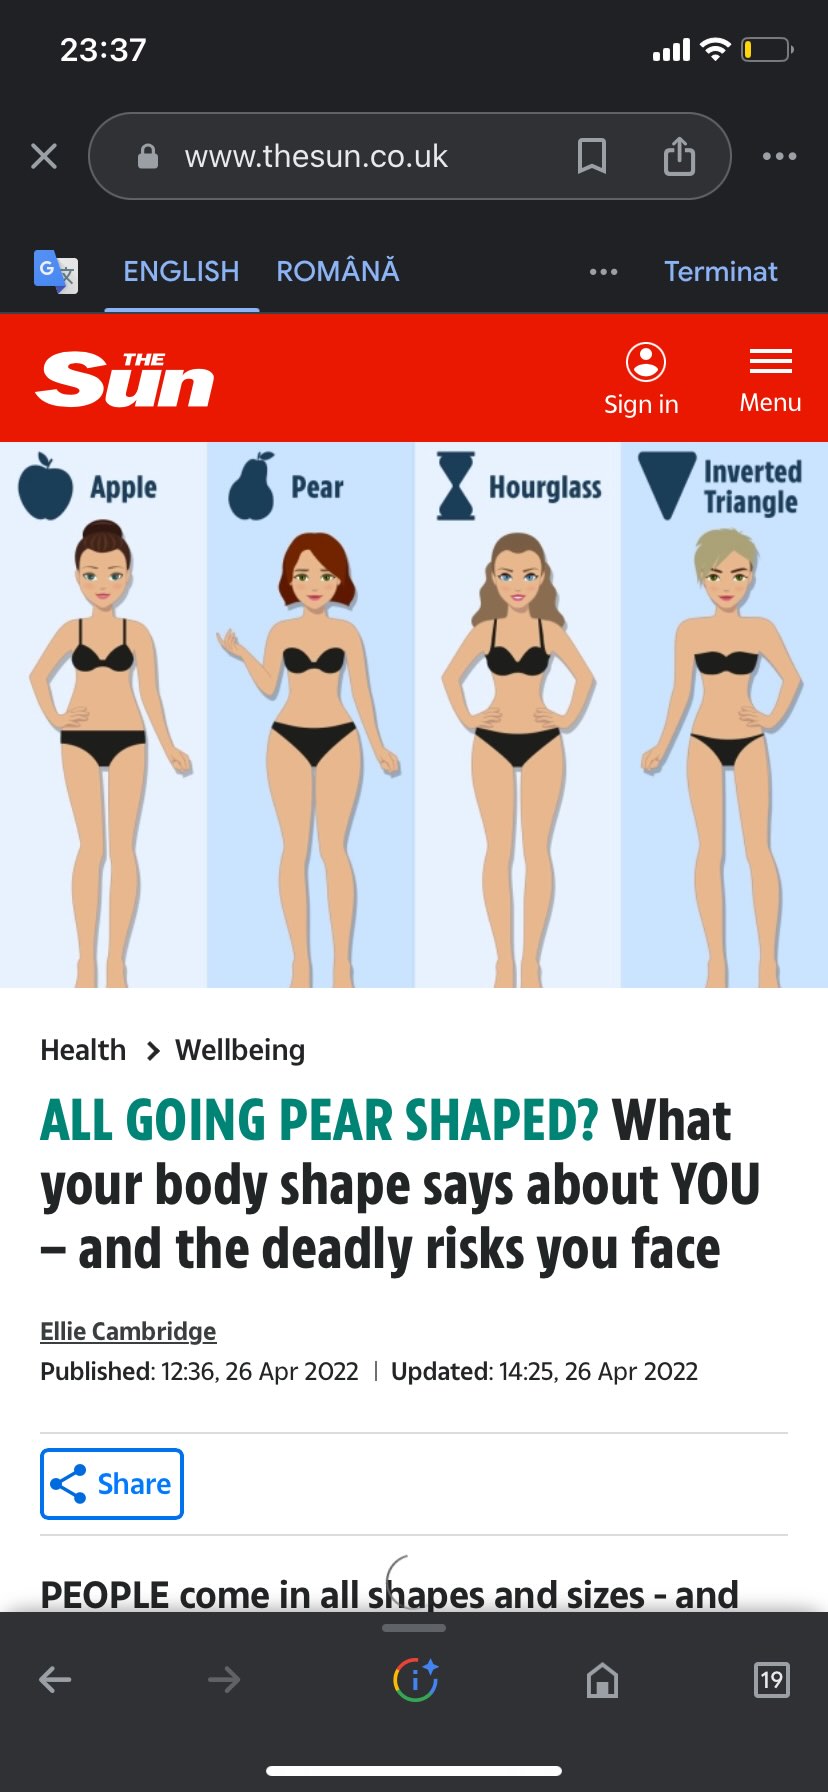 23:37
www.thesun.co.uk
ENGLISH ROMÂNĂ Terminat
THE
Sun
Sign in
Menu
Apple
Pear
Hourglass
Inverted
Triangle
Health > Wellbeing
ALL GOING PEAR SHAPED? What
your body shape says about YOU
– and the deadly risks you face
Ellie Cambridge
Published: 12:36, 26 Apr 2022 | Updated: 14:25, 26 Apr 2022
Share
PEOPLE come in all shapes and sizes - and
19